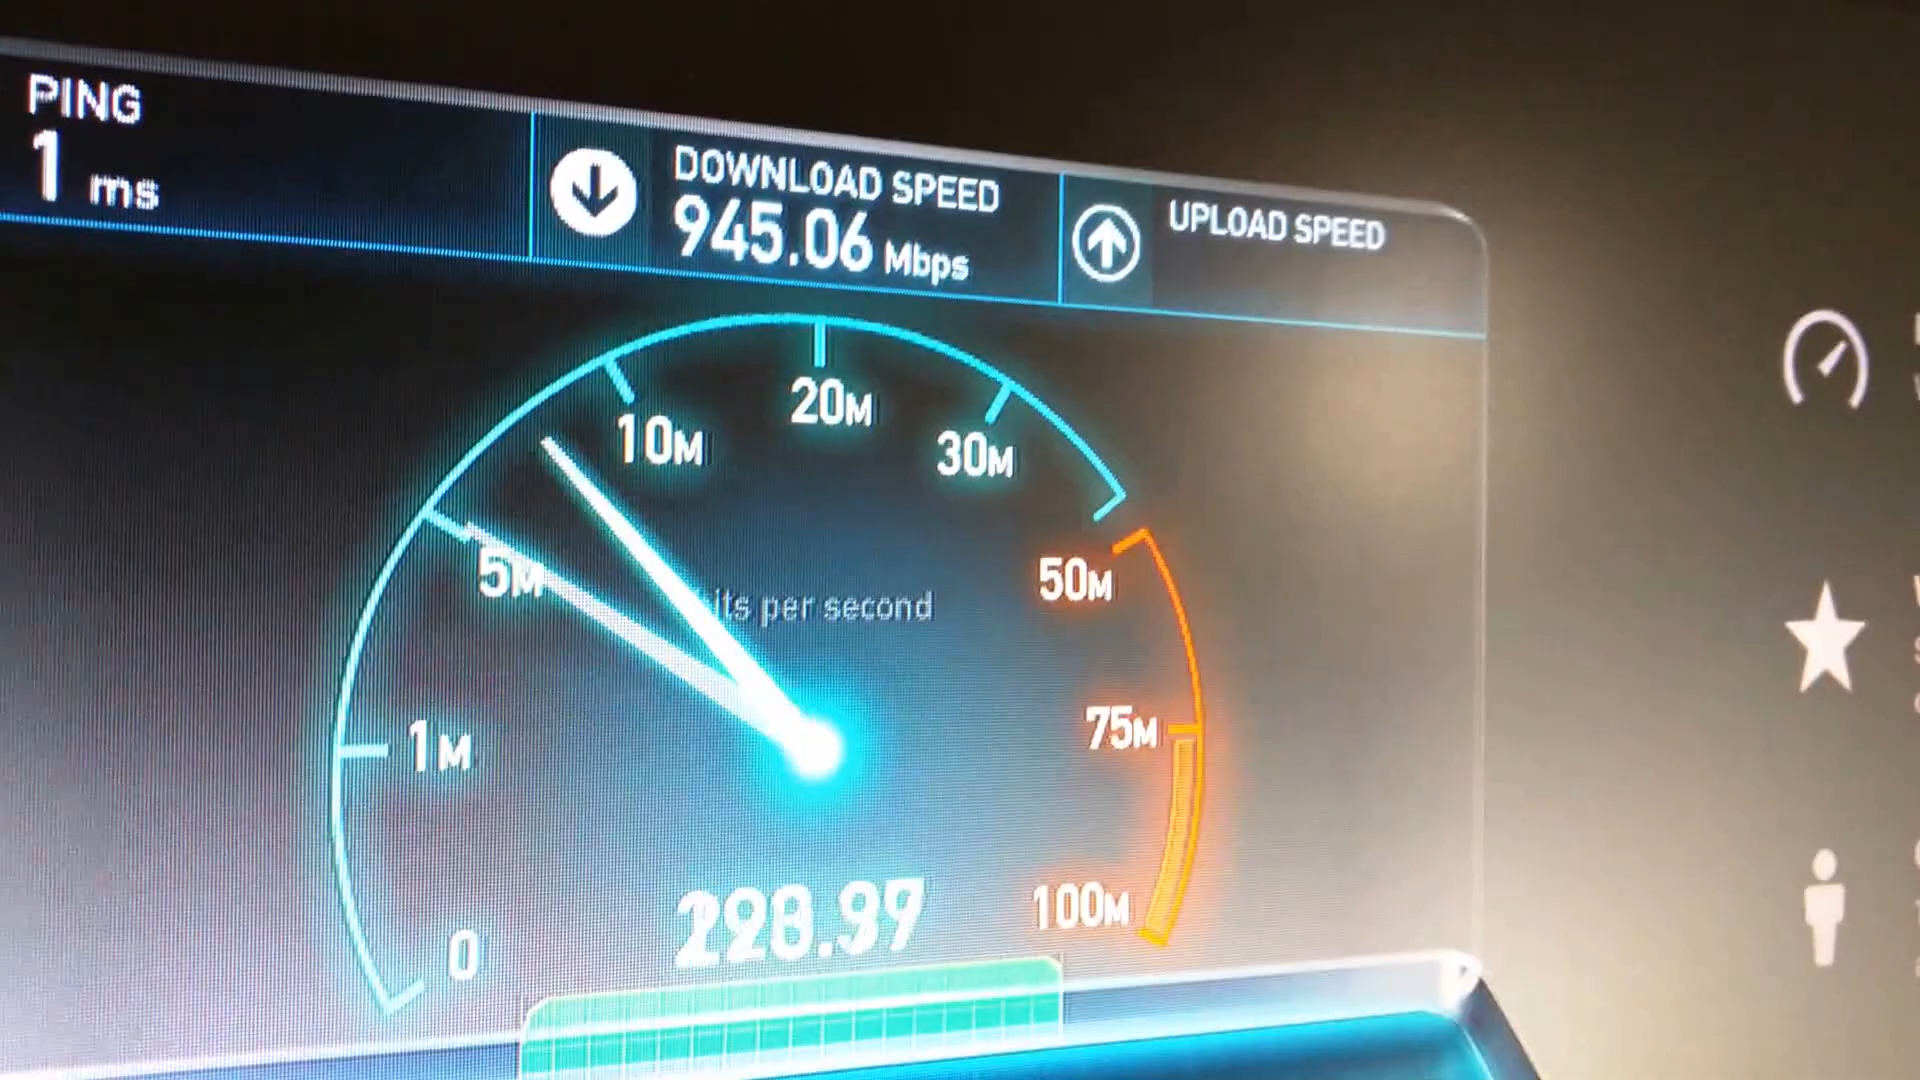 PING
1 ms
DOWNLOAD SPEED
945.06 Mbps
UPLOAD SPEED
20M
10M
30M
5M
50M
per second
75M
1M
100M
0